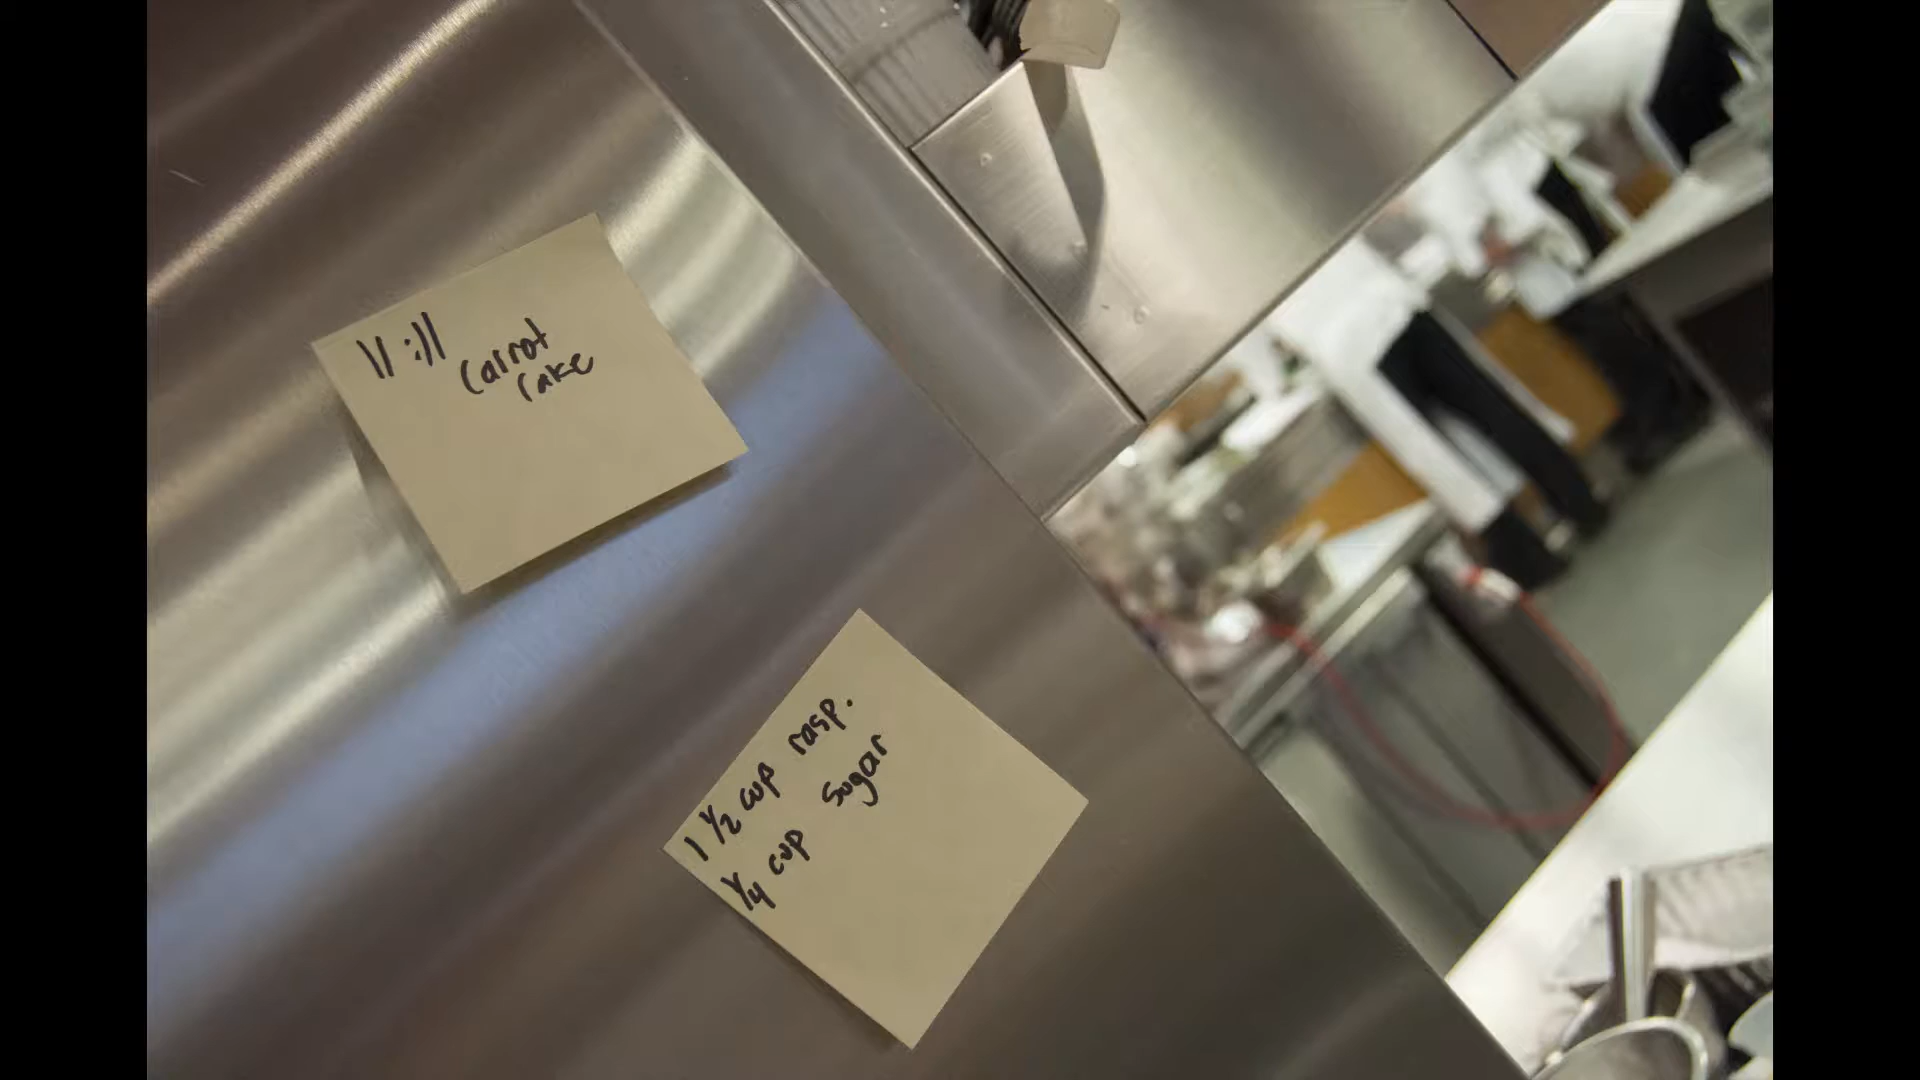 11:11
Carrot
Cake
1 1/2 cup rasp.
1/4 cup sugar